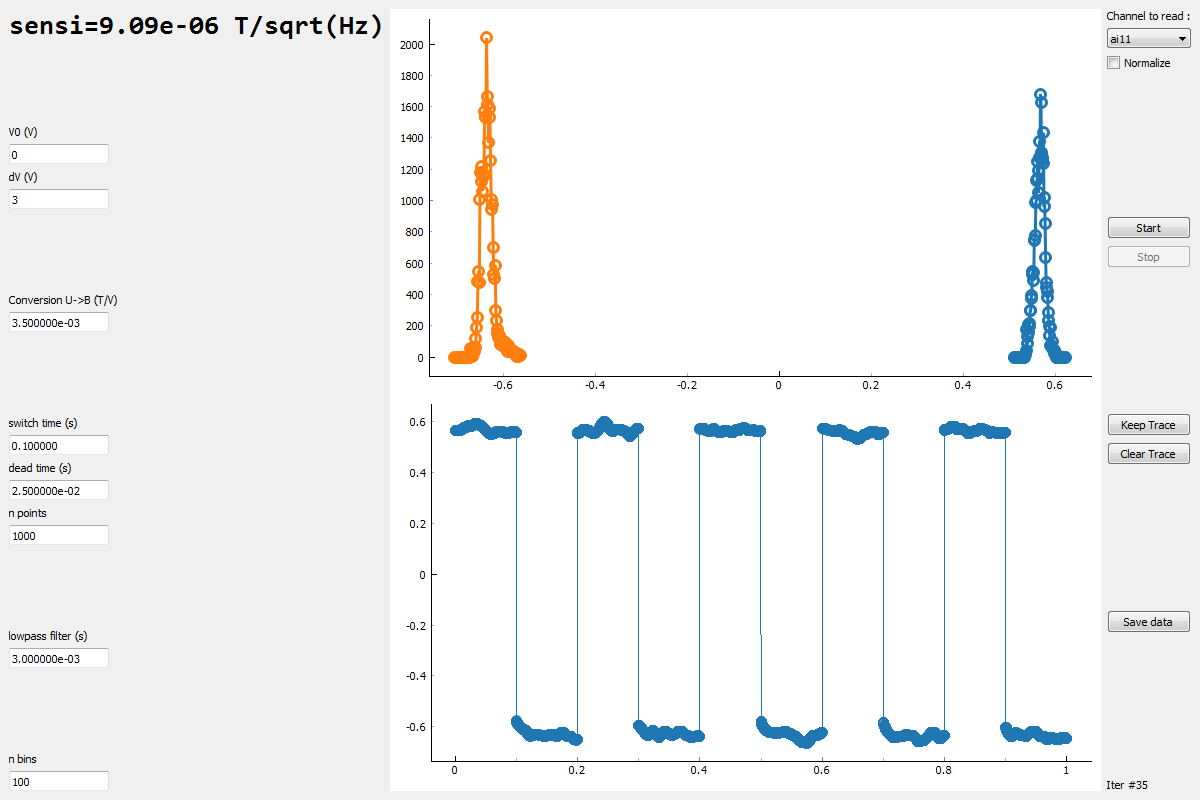 sensi=9.09e-06 T/sqrt(Hz)
V0 (V)
0
dV (V)
3
Conversion U->B (T/V)
3.500000e-03
switch time (s)
0.100000
dead time (s)
2.500000e-02
n points
1000
lowpass filter (s)
3.000000e-03
n bins
100
2000
1800
1600
1400
1200
1000
800
600
400
200
0
-0.6 -0.4 -0.2 0 0.2 0.4 0.6
0.6
0.4
0.2
0
-0.2
-0.4
-0.6
0 0.2 0.4 0.6 0.8 1
Channel to read :
ai11
Normalize
Start
Stop
Keep Trace
Clear Trace
Save data
Iter #35